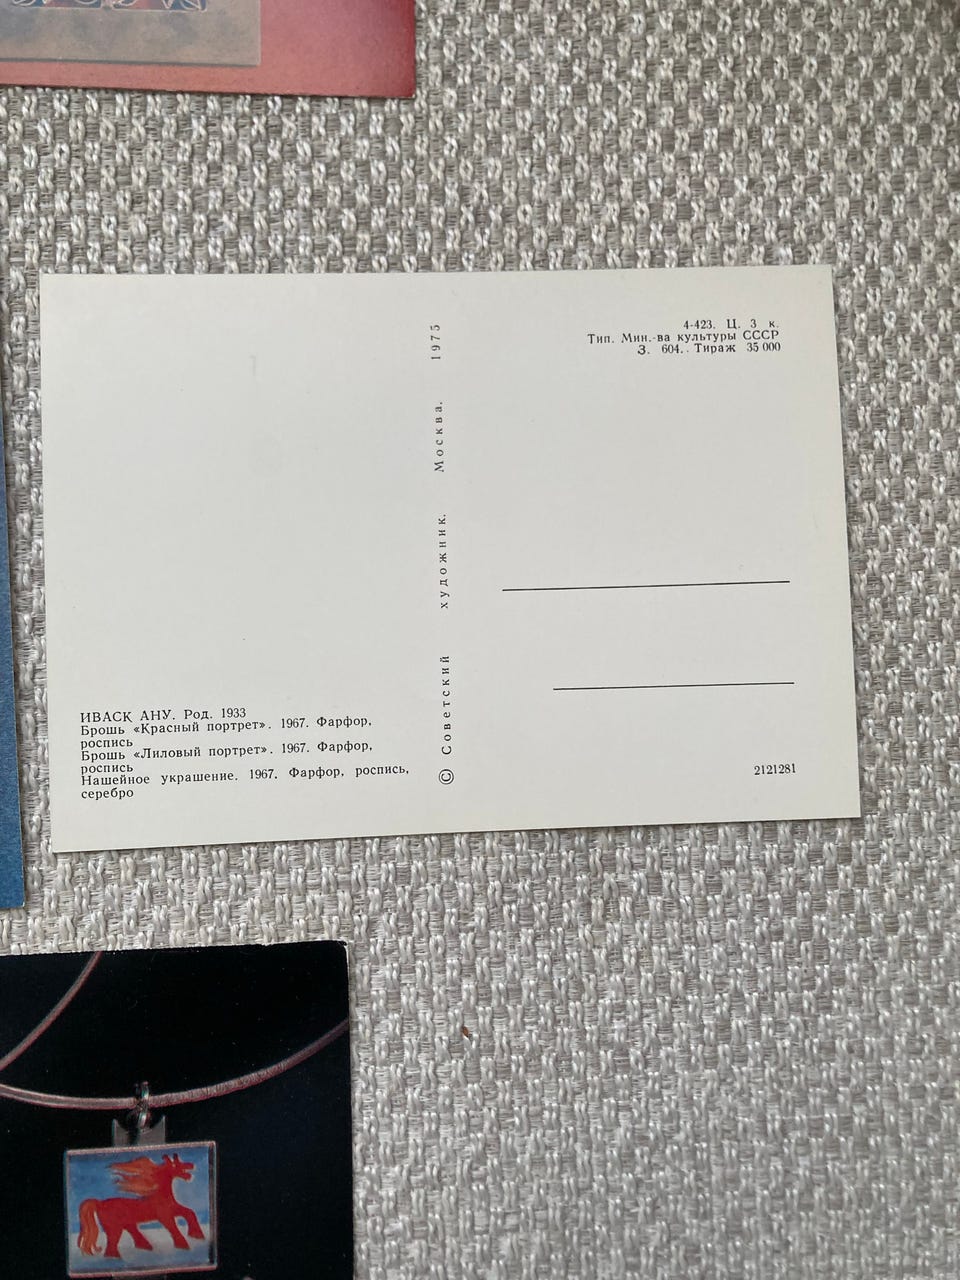 4-423. Ц. 3 к.
Тип. Мин.-ва культуры СССР
З. 604. Тираж 35 000
© Советский художник. Москва. 1975
ИВАСК АНУ. Род. 1933
Брошь «Красный портрет». 1967. Фарфор,
роспись
Брошь «Лиловый портрет». 1967. Фарфор,
роспись
Нашейное украшение. 1967. Фарфор, роспись,
серебро
2121281